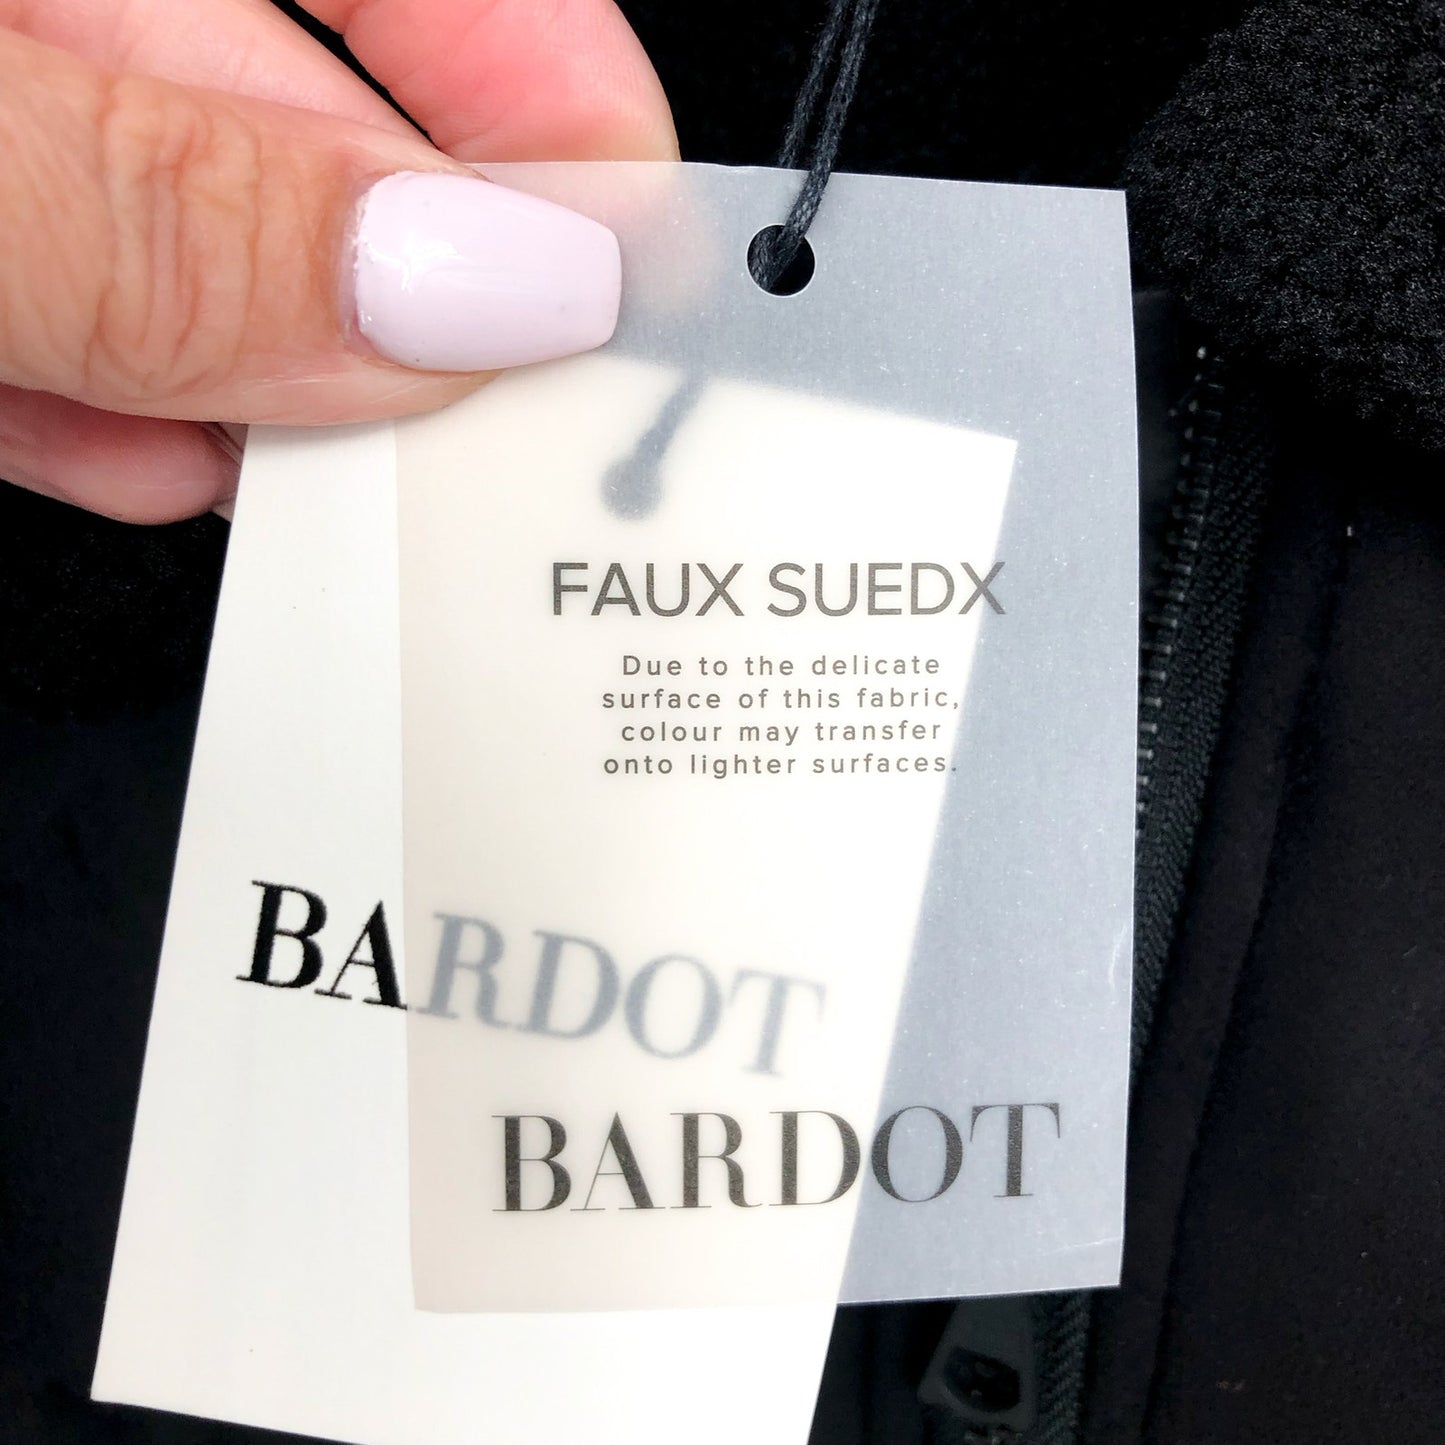 FAUX SUEDX
Due to the delicate
surface of this fabric,
colour may transfer
onto lighter surfaces.
BARDOT
BARDOT